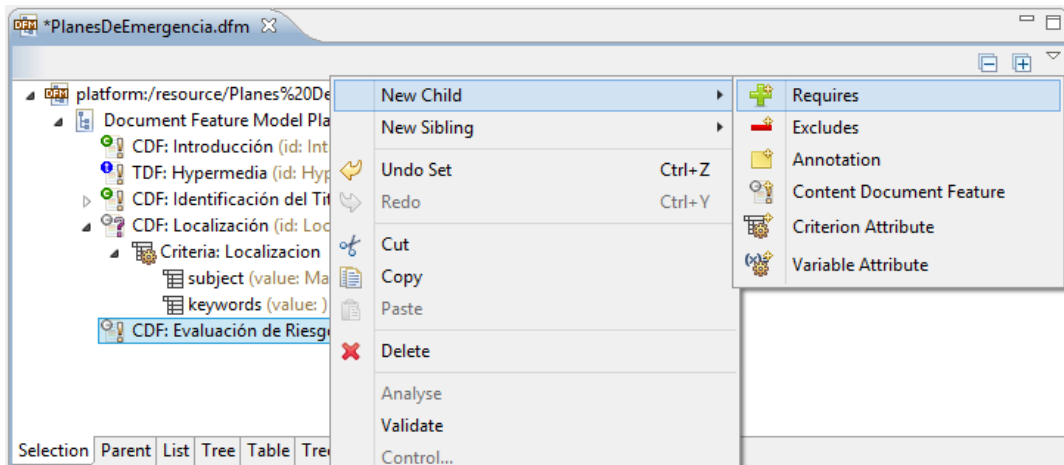 *PlanesDeEmergencia.dfm
platform:/resource/Planes%20De
Document Feature Model Pla
CDF: Introducción (id: Int
TDF: Hypermedia (id: Hyp
CDF: Identificación del Tit
CDF: Localización (id: Loc
Criteria: Localizacion
subject (value: Ma
keywords (value: )
CDF: Evaluación de Riesgo
New Child
New Sibling
Undo Set Ctrl+Z
Redo Ctrl+Y
Cut
Copy
Paste
Delete
Analyse
Validate
Control...
Requires
Excludes
Annotation
Content Document Feature
Criterion Attribute
Variable Attribute
Selection Parent List Tree Table Tree